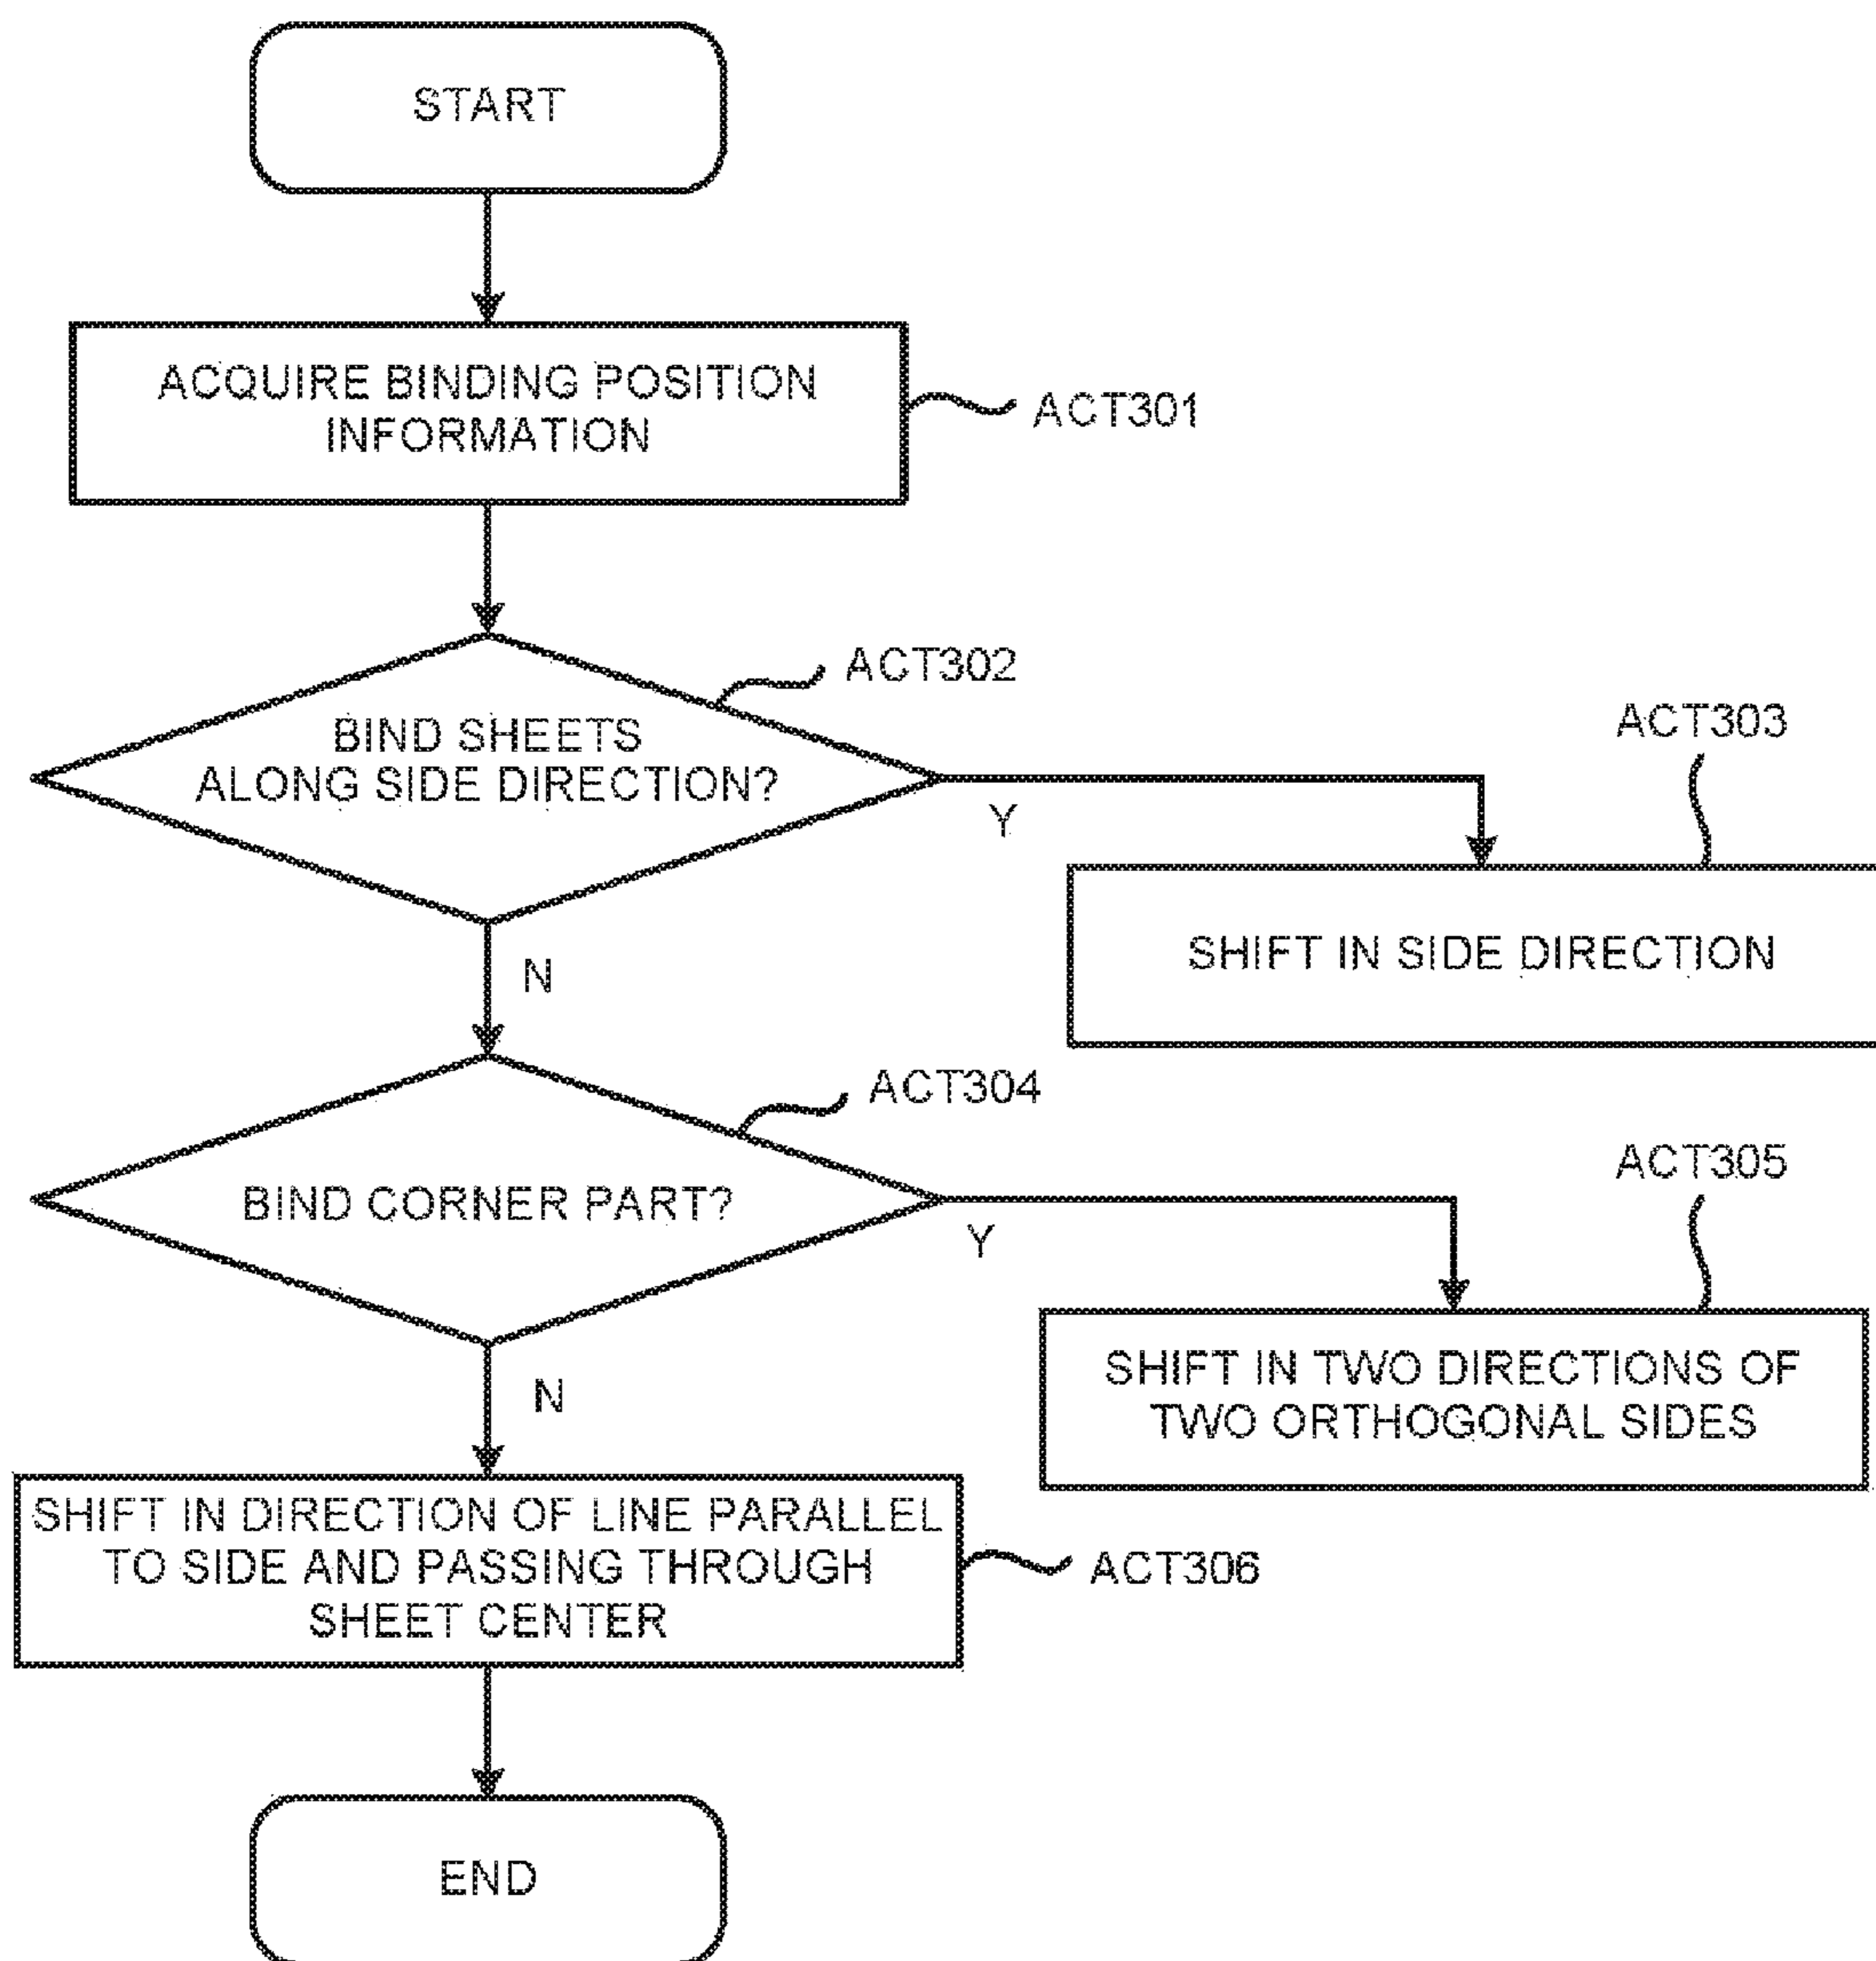 START
ACQUIRE BINDING POSITION
INFORMATION
ACT301
ACT302
BIND SHEETS
ALONG SIDE DIRECTION?
Y
ACT303
SHIFT IN SIDE DIRECTION
N
ACT304
BIND CORNER PART?
Y
ACT305
SHIFT IN TWO DIRECTIONS OF
TWO ORTHOGONAL SIDES
N
SHIFT IN DIRECTION OF LINE PARALLEL
TO SIDE AND PASSING THROUGH
SHEET CENTER
ACT306
END